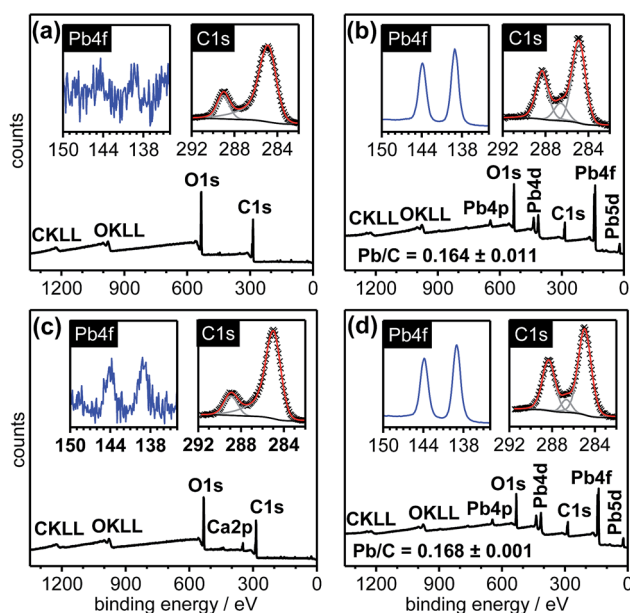 (a) Pb4f C1s
150 144 138 292 288 284
O1s
C1s
CKLL OKLL
1200 900 600 300 0
counts
(b) Pb4f C1s
150 144 138 292 288 284
O1s Pb4f
Pb4d
Pb5d
CKLL OKLL Pb4p C1s
Pb/C = 0.164 ± 0.011
1200 900 600 300 0
(c) Pb4f C1s
150 144 138 292 288 284
O1s
C1s
Ca2p
CKLL OKLL
1200 900 600 300 0
counts
binding energy / eV
(d) Pb4f C1s
150 144 138 292 288 284
O1s Pb4f
Pb4d
Pb5d
CKLL OKLL Pb4p C1s
Pb/C = 0.168 ± 0.001
1200 900 600 300 0
binding energy / eV